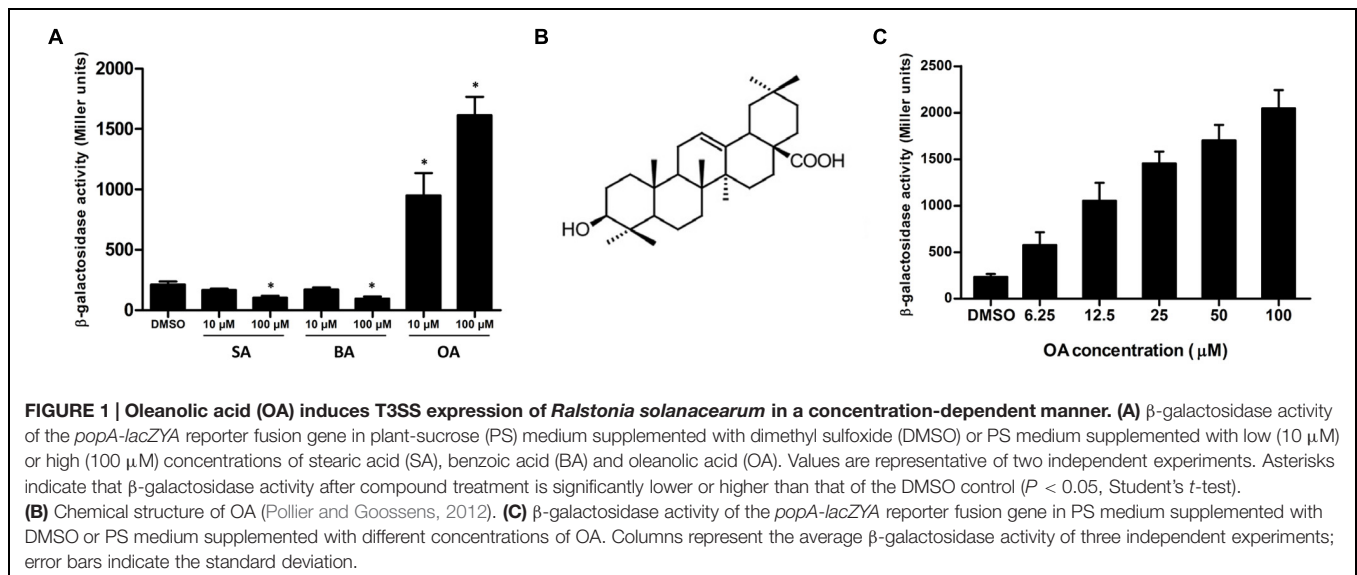 A
β-galactosidase activity (Miller units)
2000
1500
1000
500
0
*
*
*
*
DMSO 10 µM 100 µM 10 µM 100 µM 10 µM 100 µM
SA BA OA
B
HO
COOH
C
β-galactosidase activity (Miller units)
2500
2000
1500
1000
500
0
DMSO 6.25 12.5 25 50 100
OA concentration ( µM)
FIGURE 1 | Oleanolic acid (OA) induces T3SS expression of Ralstonia solanacearum in a concentration-dependent manner. (A) β-galactosidase activity
of the popA-lacZYA reporter fusion gene in plant-sucrose (PS) medium supplemented with dimethyl sulfoxide (DMSO) or PS medium supplemented with low (10 µM)
or high (100 µM) concentrations of stearic acid (SA), benzoic acid (BA) and oleanolic acid (OA). Values are representative of two independent experiments. Asterisks
indicate that β-galactosidase activity after compound treatment is significantly lower or higher than that of the DMSO control (P < 0.05, Student's t-test).
(B) Chemical structure of OA (Pollier and Goossens, 2012). (C) β-galactosidase activity of the popA-lacZYA reporter fusion gene in PS medium supplemented with
DMSO or PS medium supplemented with different concentrations of OA. Columns represent the average β-galactosidase activity of three independent experiments;
error bars indicate the standard deviation.